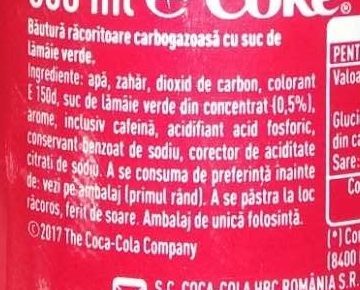 500 ml Coke®
Băutură răcoritoare carbogazoasă cu suc de
lămâie verde.
Ingrediente: apă, zahăr, dioxid de carbon, colorant
E 150d, suc de lămâie verde din concentrat (0,5%),
arome, inclusiv cafeină, acidifiant acid fosforic,
conservant benzoat de sodiu, corector de aciditate
citrați de sodiu. A se consuma de preferință înainte
de: vezi pe ambalaj (primul rând). A se păstra la loc
răcoros, ferit de soare. Ambalaj de unică folosință.
©2017 The Coca-Cola Company
S.C. COCA-COLA HBC ROMÂNIA S.R
PENT
Valoa
Gluci
din ca
Sare
(*) Co
(8400